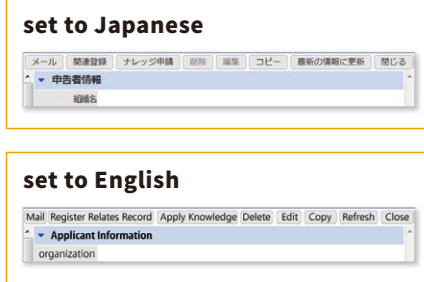 set to Japanese
メール 関連登録 ナレッジ申請 削除 編集 コピー 最新の情報に更新 閉じる
申告者情報
組織名
set to English
Mail Register Relates Record Apply Knowledge Delete Edit Copy Refresh Close
Applicant Information
organization